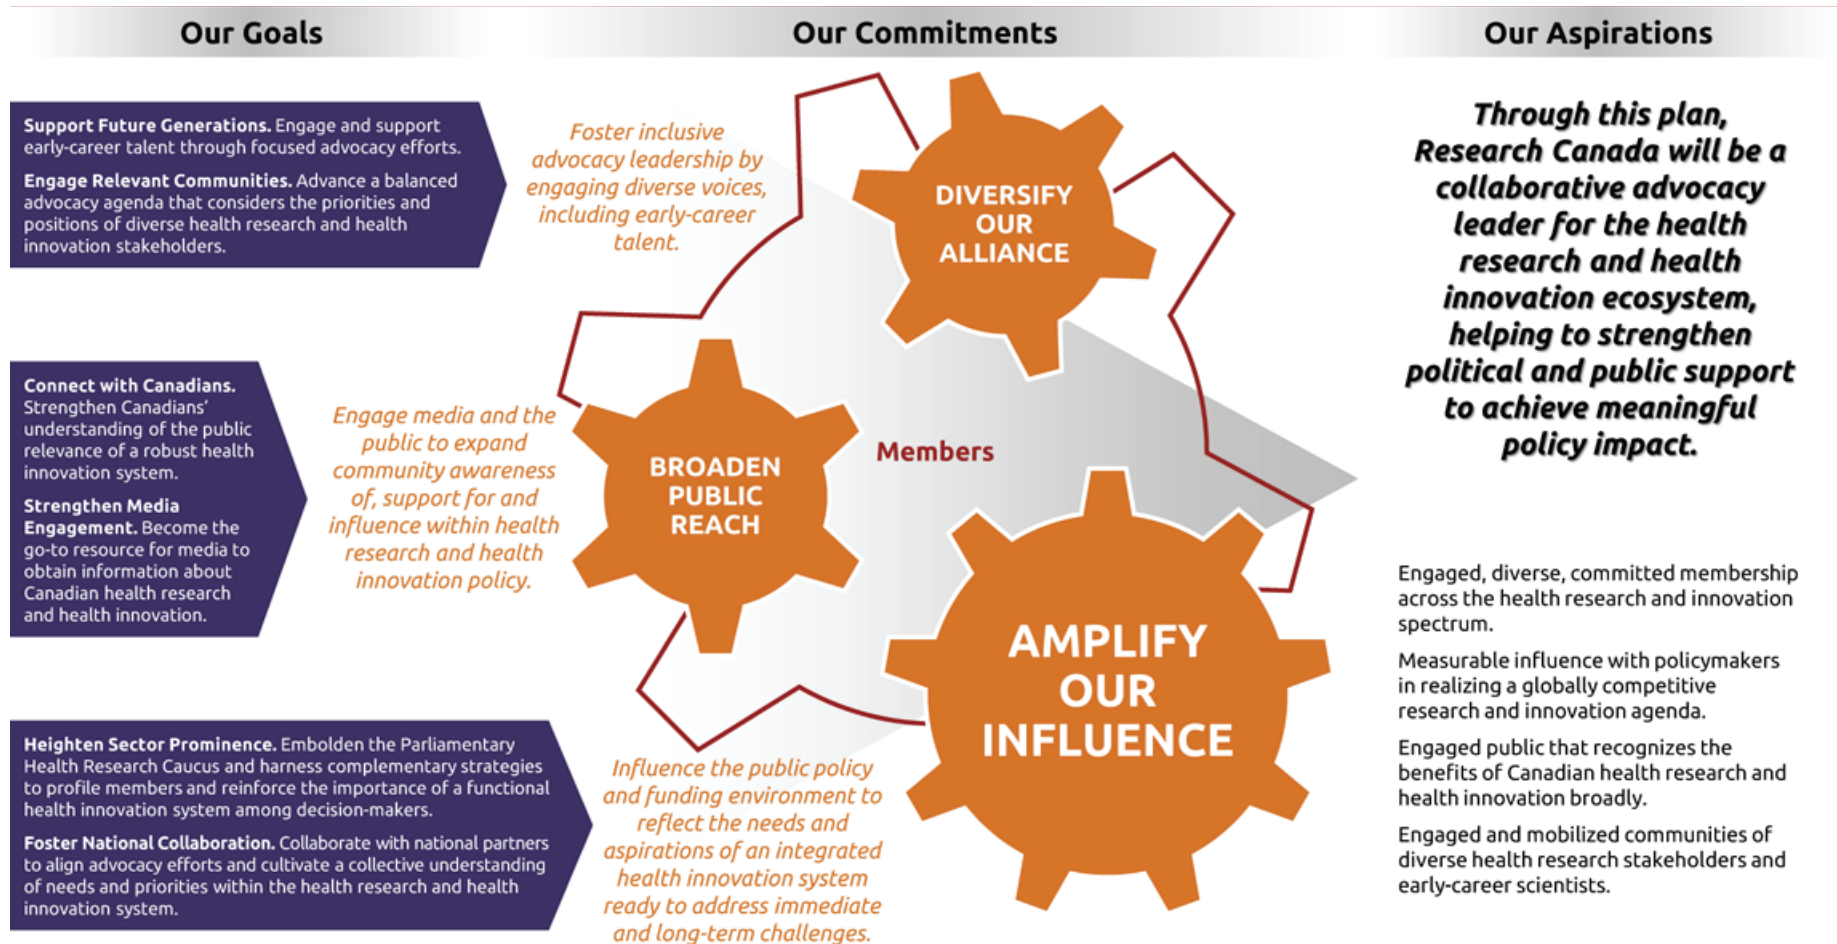 Our Goals
Our Commitments
Our Aspirations
Support Future Generations. Engage and support
early-career talent through focused advocacy efforts.
Engage Relevant Communities. Advance a balanced
advocacy agenda that considers the priorities and
positions of diverse health research and health
innovation stakeholders.
Foster inclusive
advocacy leadership by
engaging diverse voices,
including early-career
talent.
DIVERSIFY
OUR
ALLIANCE
Connect with Canadians.
Strengthen Canadians'
understanding of the public
relevance of a robust health
innovation system.
Strengthen Media
Engagement. Become the
go-to resource for media to
obtain information about
Canadian health research
and health innovation.
Engage media and the
public to expand
community awareness
of, support for and
influence within health
research and health
innovation policy.
BROADEN
PUBLIC
REACH
Members
Heighten Sector Prominence. Embolden the Parliamentary
Health Research Caucus and harness complementary strategies
to profile members and reinforce the importance of a functional
health innovation system among decision-makers.
Foster National Collaboration. Collaborate with national partners
to align advocacy efforts and cultivate a collective understanding
of needs and priorities within the health research and health
innovation system.
Influence the public policy
and funding environment to
reflect the needs and
aspirations of an integrated
health innovation system
ready to address immediate
and long-term challenges.
AMPLIFY
OUR
INFLUENCE
Through this plan,
Research Canada will be a
collaborative advocacy
leader for the health
research and health
innovation ecosystem,
helping to strengthen
political and public support
to achieve meaningful
policy impact.
Engaged, diverse, committed membership
across the health research and innovation
spectrum.
Measurable influence with policymakers
in realizing a globally competitive
research and innovation agenda.
Engaged public that recognizes the
benefits of Canadian health research and
health innovation broadly.
Engaged and mobilized communities of
diverse health research stakeholders and
early-career scientists.